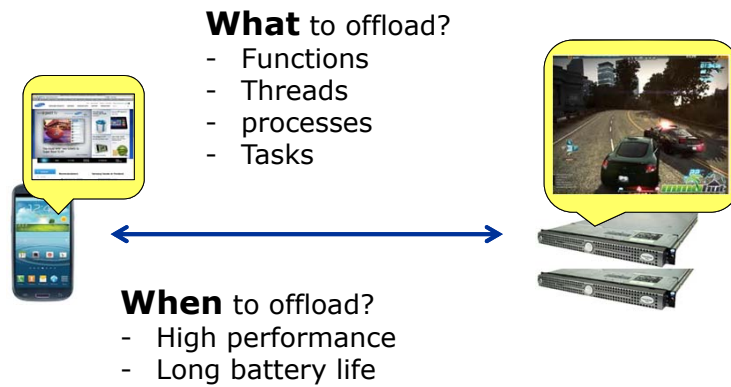 What to offload?
- Functions
- Threads
- processes
- Tasks
When to offload?
- High performance
- Long battery life